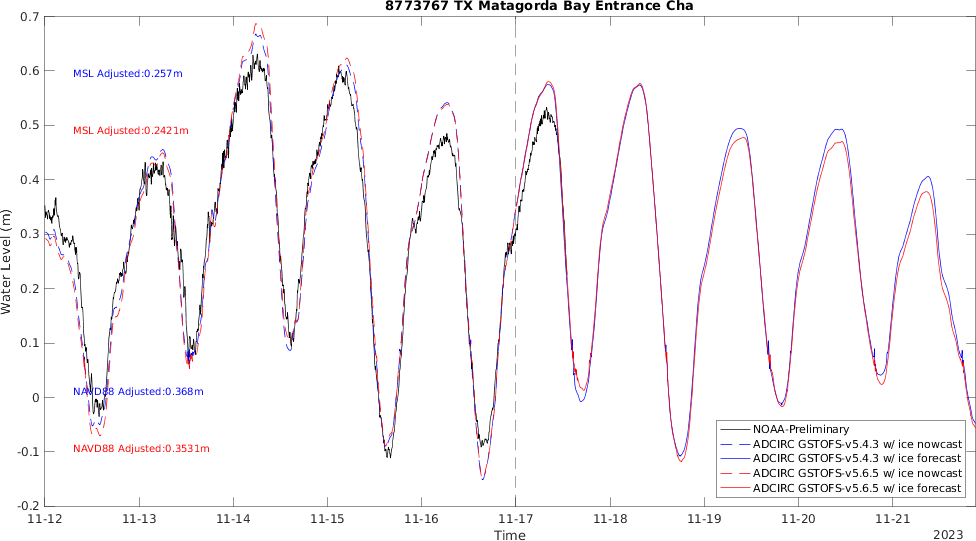 8773767 TX Matagorda Bay Entrance Cha
0.7
0.6
0.5
0.4
0.3
0.2
0.1
0
-0.1
-0.2
Water Level (m)
MSL Adjusted:0.257m
MSL Adjusted:0.2421m
NAVD88 Adjusted:0.368m
NAVD88 Adjusted:0.3531m
NOAA-Preliminary
ADCIRC GSTOFS-v5.4.3 w/ ice nowcast
ADCIRC GSTOFS-v5.4.3 w/ ice forecast
ADCIRC GSTOFS-v5.6.5 w/ ice nowcast
ADCIRC GSTOFS-v5.6.5 w/ ice forecast
11-12 11-13 11-14 11-15 11-16 11-17 11-18 11-19 11-20 11-21
Time
2023